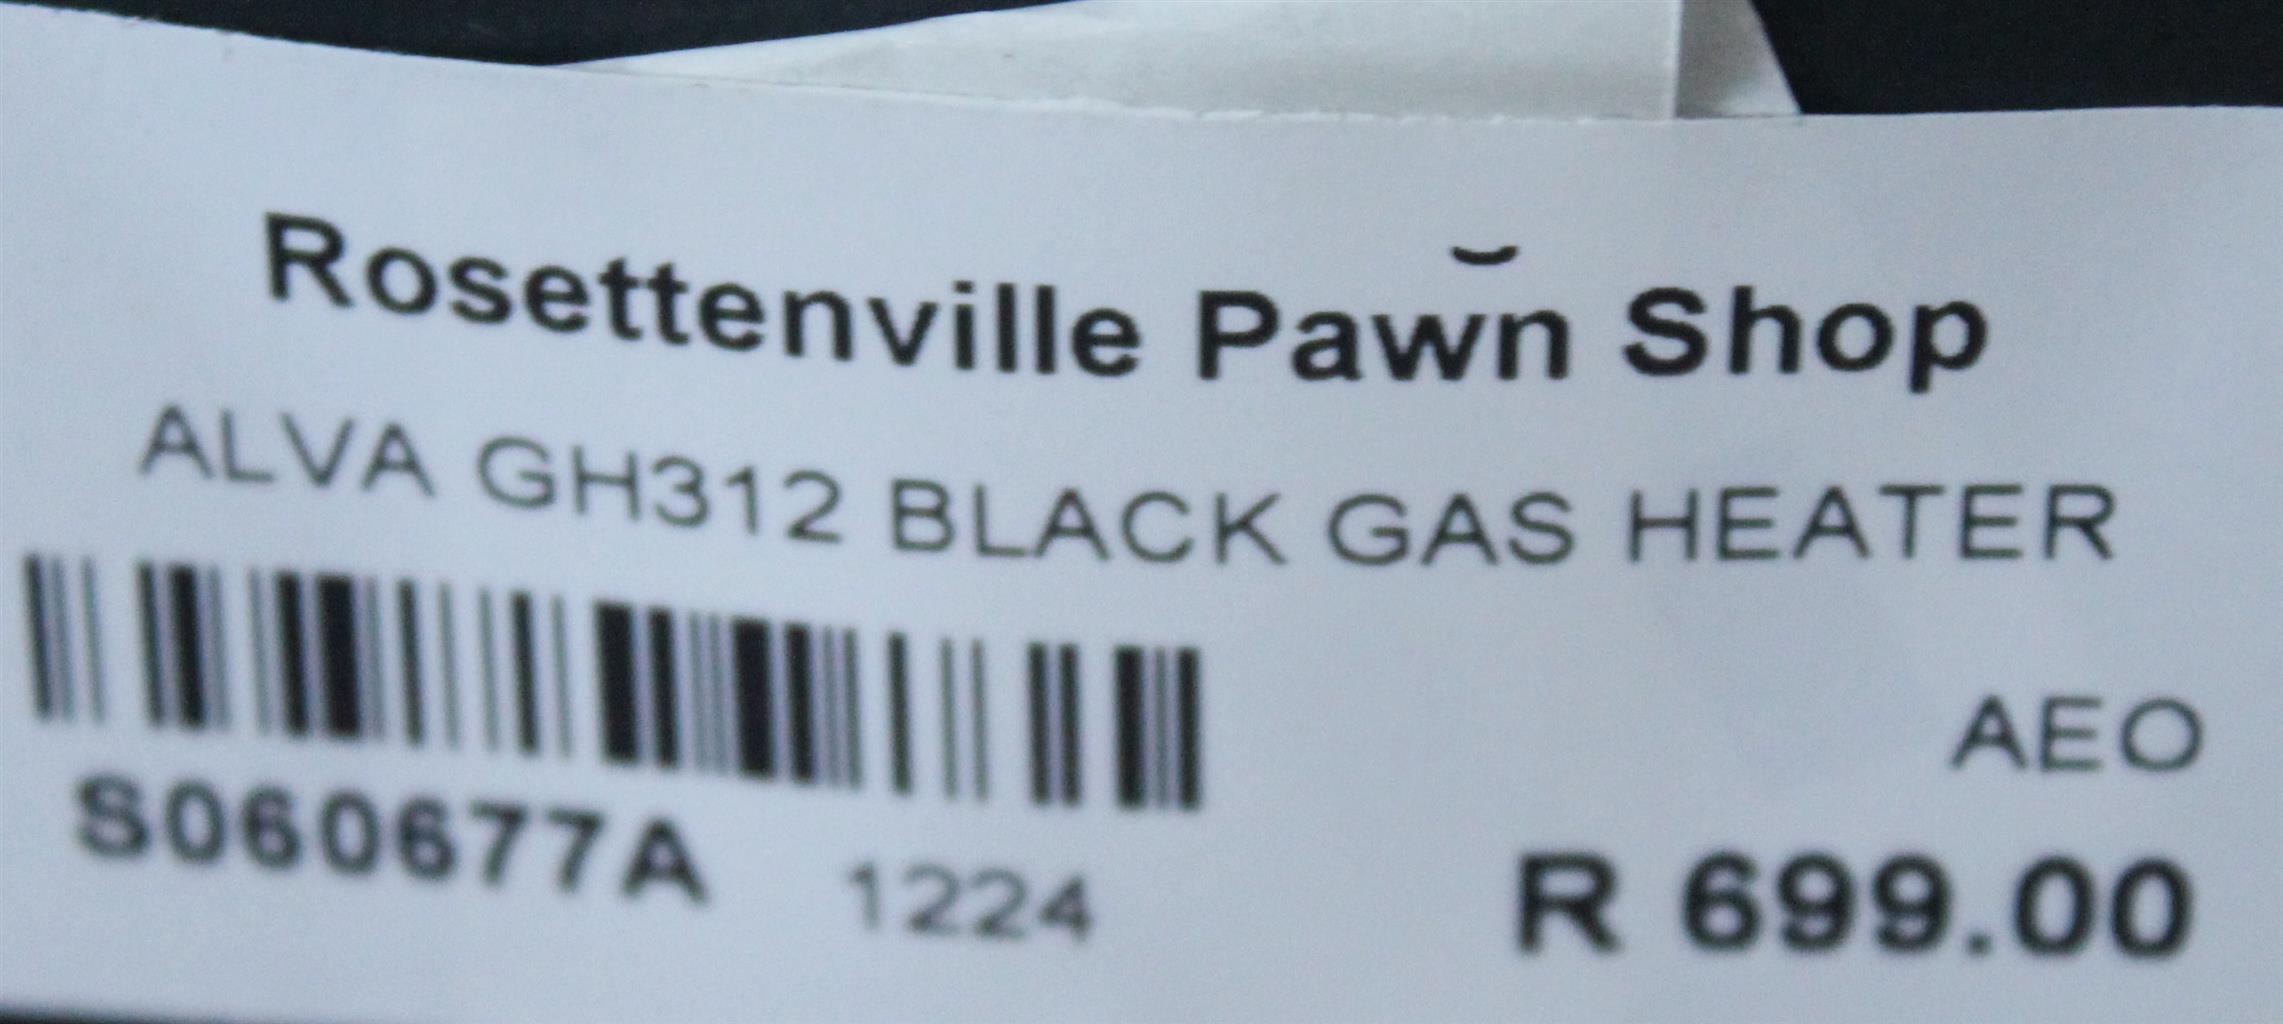 Rosettenville Pawn Shop
ALVA GH312 BLACK GAS HEATER
AEO
S060677A 1224
R 699.00